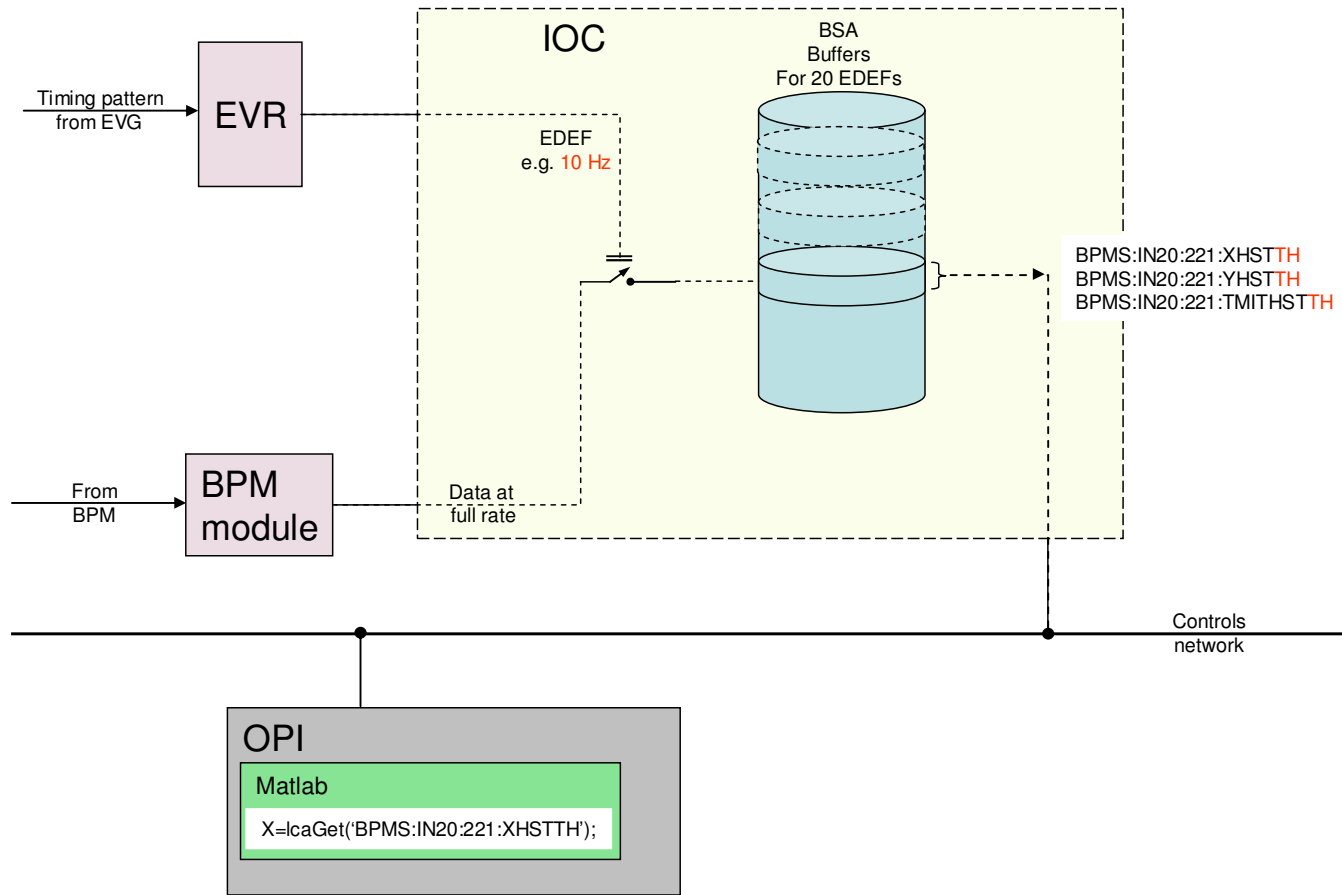 IOC
BSA
Buffers
For 20 EDEFs
Timing pattern
from EVG
EVR
EDEF
e.g. 10 Hz
BPMS:IN20:221:XHSTTH
BPMS:IN20:221:YHSTTH
BPMS:IN20:221:TMITHSTTH
From
BPM
BPM
module
Data at
full rate
Controls
network
OPI
Matlab
X=lcaGet(‘BPMS:IN20:221:XHSTTH’);